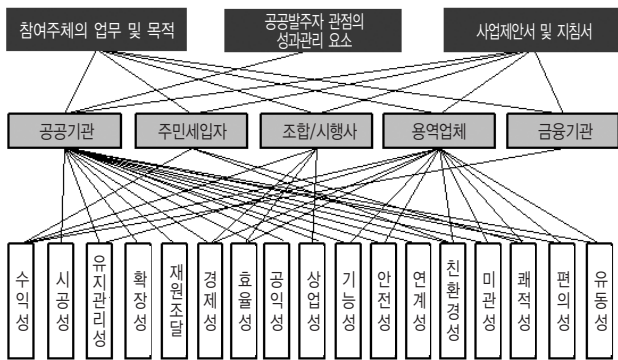 참여주체의 업무 및 목적
공공발주자 관점의
성과관리 요소
사업제안서 및 지침서
공공기관
주민세입자
조합/시행사
용역업체
금융기관
수익성
시공성
유지관리성
확장성
재원조달
경제성
효율성
공익성
상업성
기능성
안전성
연계성
친환경성
미관성
쾌적성
편의성
유동성